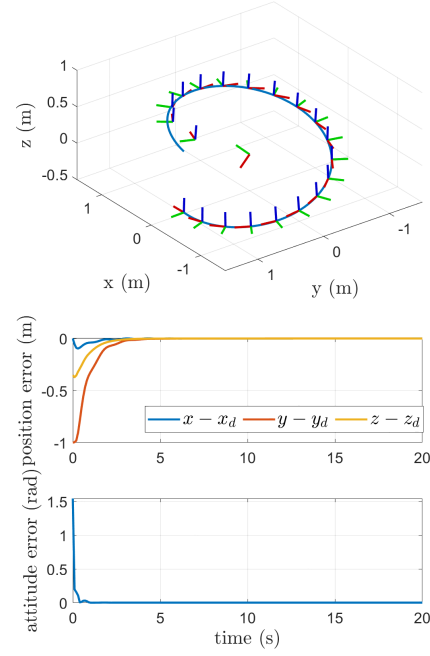 1
0.5
0
-0.5
z (m)
1
0
-1
x (m)
1
0
-1
y (m)
0
-0.5
-1
position error (m)
x − x_d y − y_d z − z_d
0 5 10 15 20
1.5
1
0.5
0
attitude error (rad)
0 5 10 15 20
time (s)